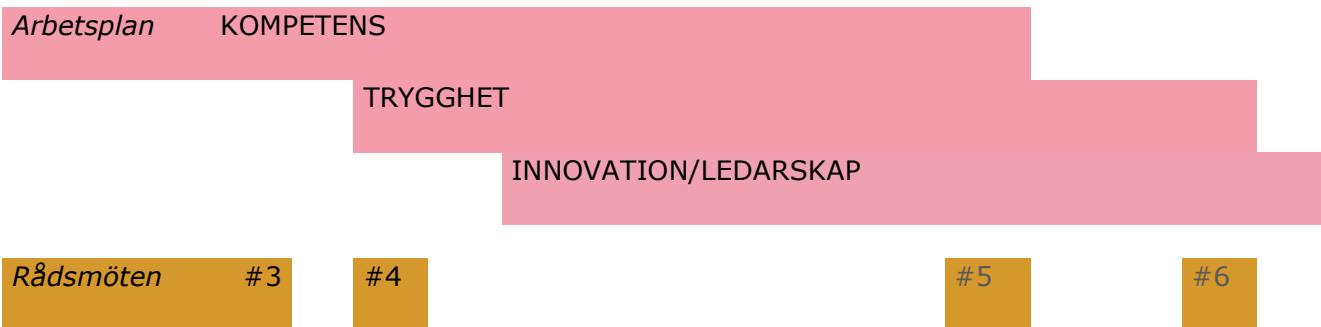 Arbetsplan KOMPETENS
TRYGGHET
INNOVATION/LEDARSKAP
Rådsmöten #3 #4 #5 #6